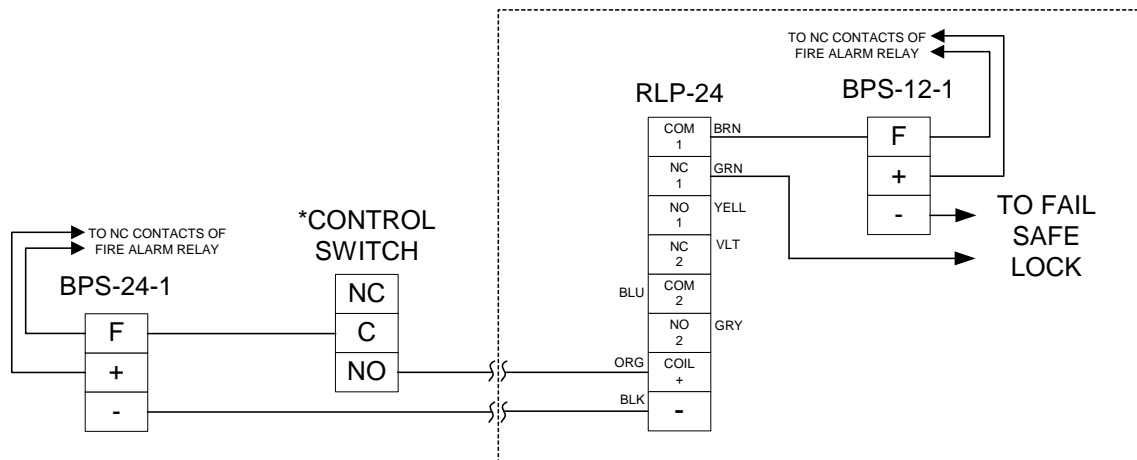 TO NC CONTACTS OF
FIRE ALARM RELAY
RLP-24
BPS-12-1
COM
1
BRN
F
NC
1
GRN
+
NO
1
YELL
-
TO FAIL
SAFE
LOCK
NC
2
VLT
BLU
COM
2
NO
2
GRY
ORG
COIL
+
BLK
-
*CONTROL
SWITCH
NC
C
NO
TO NC CONTACTS OF
FIRE ALARM RELAY
BPS-24-1
F
+
-